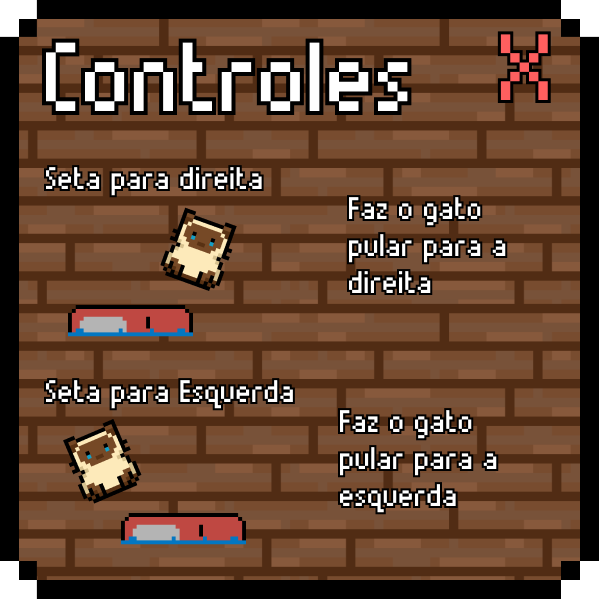 Controles
Seta para direita
Faz o gato
pular para a
direita
Seta para Esquerda
Faz o gato
pular para a
esquerda